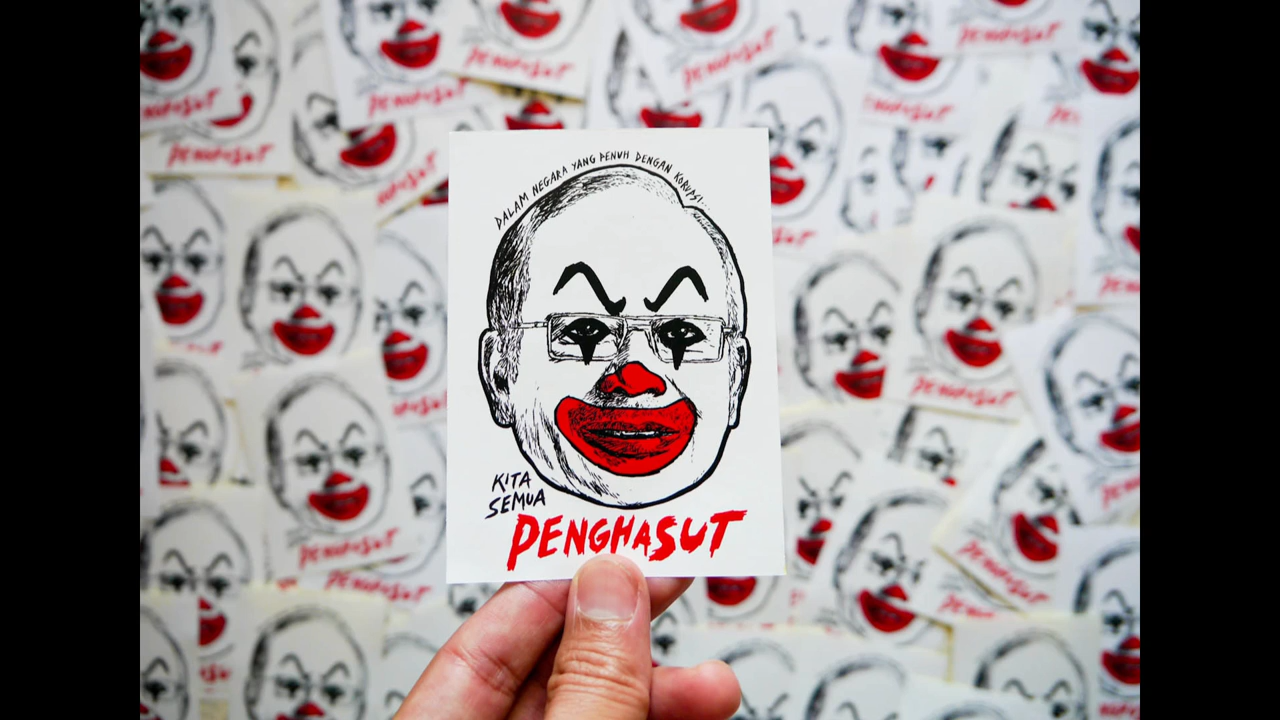 DALAM NEGARA YANG PENUH DENGAN KORUPSI
KITA
SEMUA
PENGHASUT